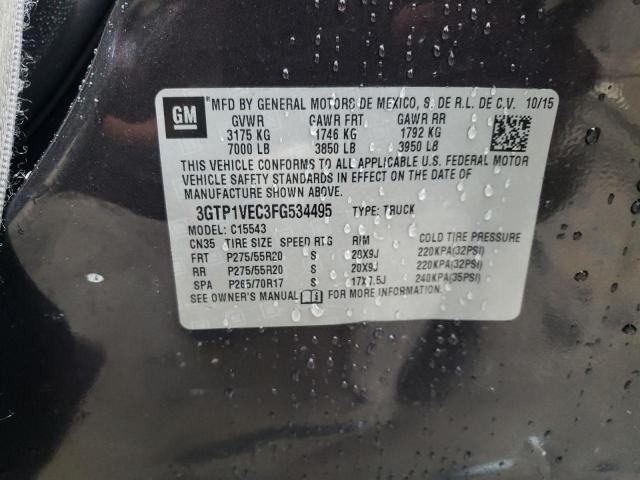 GM MFD BY GENERAL MOTORS DE MEXICO, S. DE R.L. DE C.V. 10/15
GVWR GAWR FRT GAWR RR
3175 KG 1746 KG 1792 KG
7000 LB 3850 LB 3950 LB
THIS VEHICLE CONFORMS TO ALL APPLICABLE U.S. FEDERAL MOTOR
VEHICLE SAFETY STANDARDS IN EFFECT ON THE DATE OF
MANUFACTURE SHOWN ABOVE.
3GTP1VEC3FG534495 TYPE: TRUCK
MODEL: C15543
CN35 TIRE SIZE SPEED RTG RIM COLD TIRE PRESSURE
FRT P275/55R20 S 20X9J 220KPA(32PSI)
RR P275/55R20 S 20X9J 220KPA(32PSI)
SPA P265/70R17 S 17X7.5J 240KPA(35PSI)
SEE OWNER'S MANUAL FOR MORE INFORMATION.